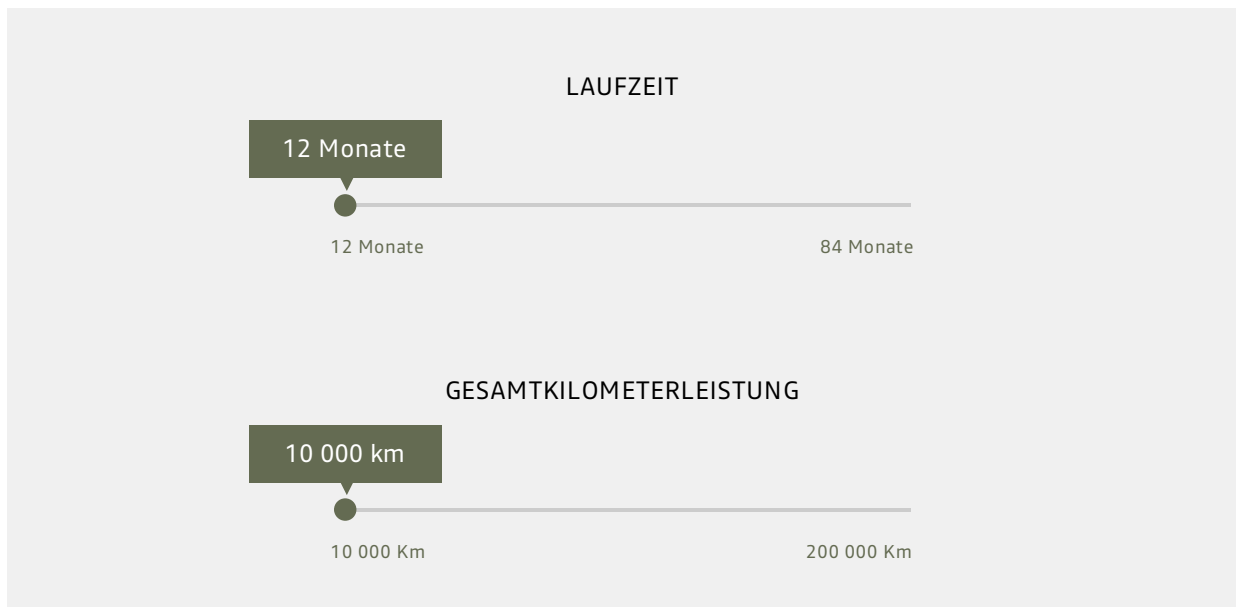 LAUFZEIT
12 Monate
12 Monate
84 Monate
GESAMTKILOMETERLEISTUNG
10 000 km
10 000 Km
200 000 Km